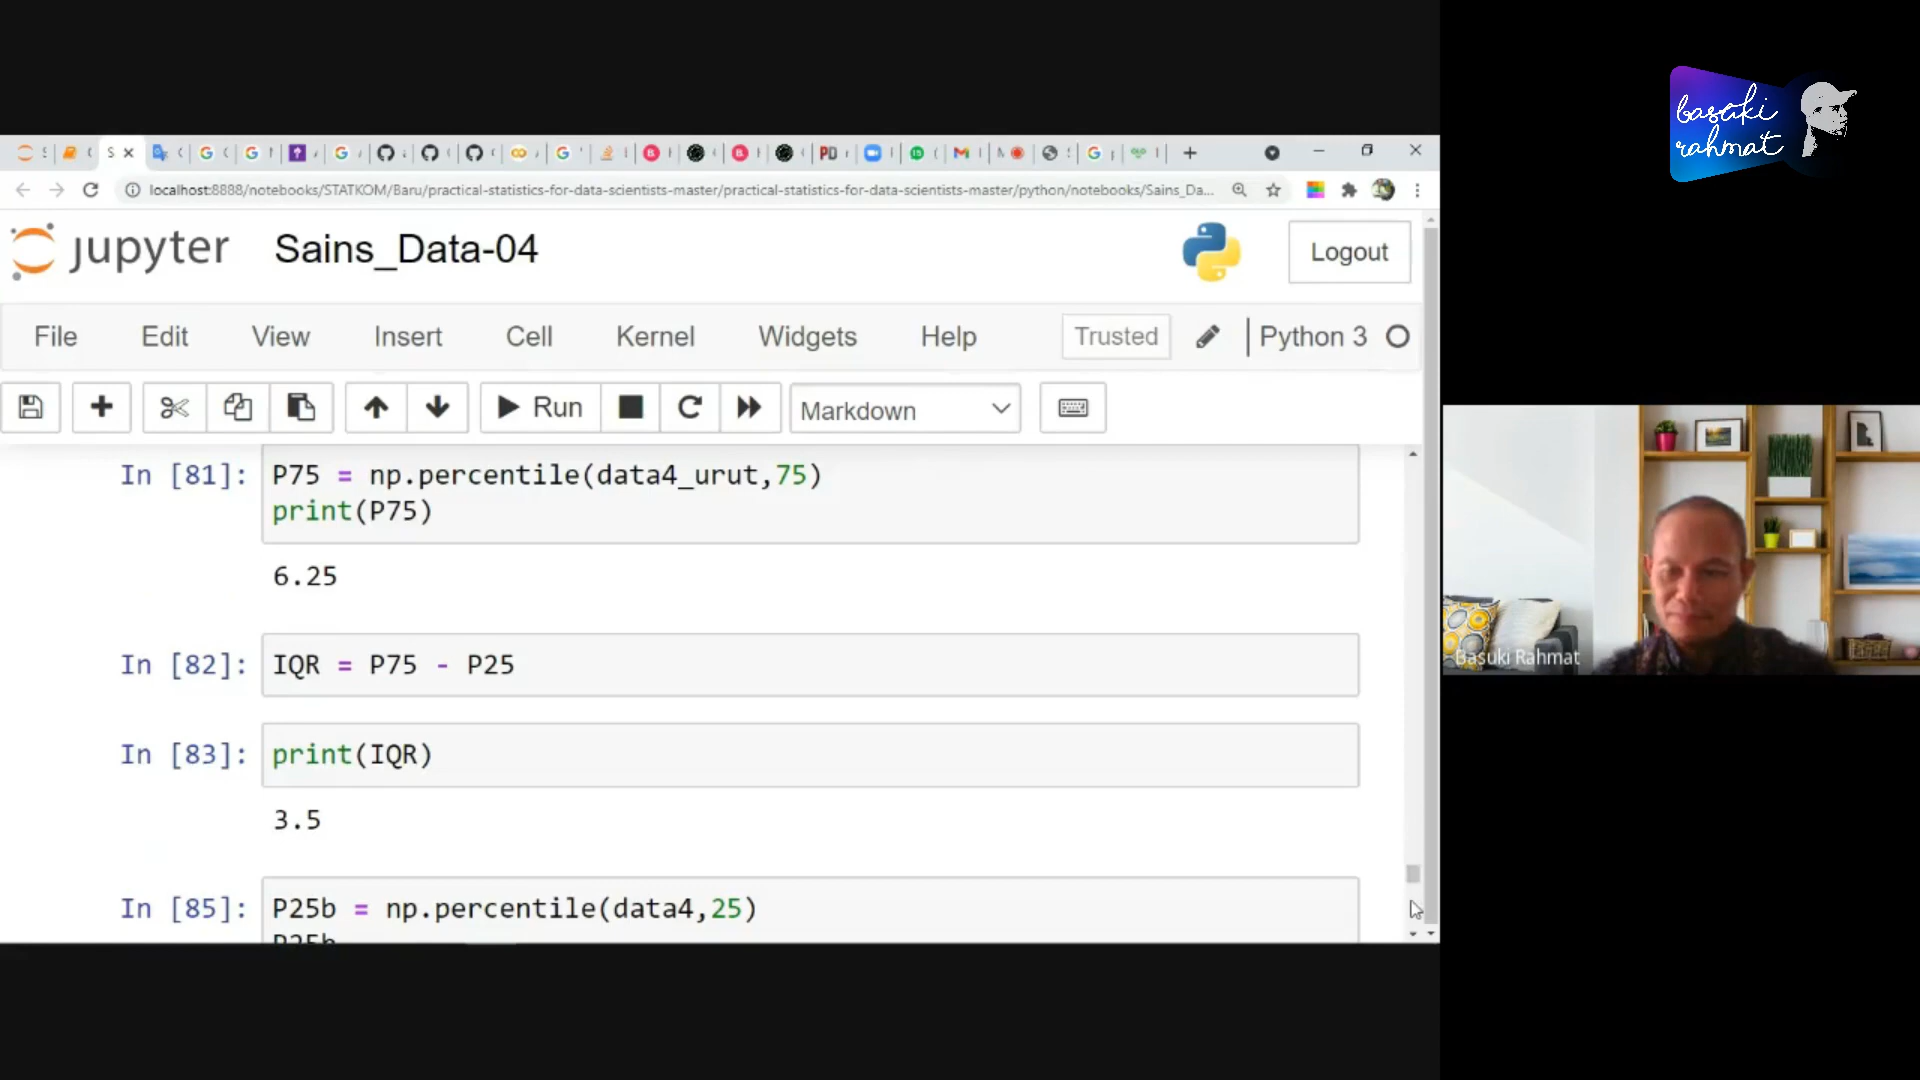 basuki
rahmat
localhost:8888/notebooks/STATKOM/Baru/practical-statistics-for-data-scientists-master/practical-statistics-for-data-scientists-master/python/notebooks/Sains_Da...
jupyter Sains_Data-04
Logout
File Edit View Insert Cell Kernel Widgets Help Trusted Python 3
Run Markdown
In [81]: P75 = np.percentile(data4_urut,75)
print(P75)
6.25
In [82]: IQR = P75 - P25
In [83]: print(IQR)
3.5
In [85]: P25b = np.percentile(data4,25)
P25b
Basuki Rahmat